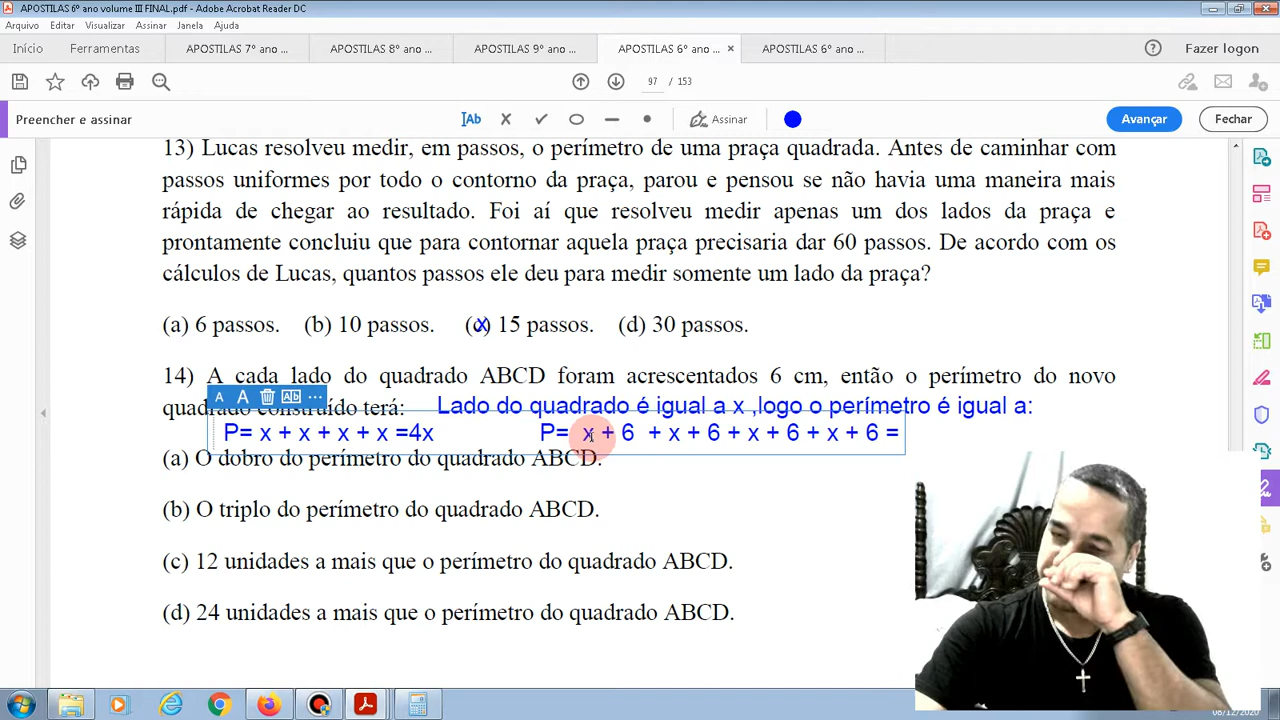 APOSTILAS 6º ano volume III FINAL.pdf - Adobe Acrobat Reader DC
Arquivo Editar Visualizar Assinar Janela Ajuda
Início Ferramentas APOSTILAS 7º ano ... APOSTILAS 8º ano ... APOSTILAS 9º ano ... APOSTILAS 6º ano ... × APOSTILAS 6º ano ... Fazer logon
97 / 153
Preencher e assinar Ab Assinar Avançar Fechar
13) Lucas resolveu medir, em passos, o perímetro de uma praça quadrada. Antes de caminhar com
passos uniformes por todo o contorno da praça, parou e pensou se não havia uma maneira mais
rápida de chegar ao resultado. Foi aí que resolveu medir apenas um dos lados da praça e
prontamente concluiu que para contornar aquela praça precisaria dar 60 passos. De acordo com os
cálculos de Lucas, quantos passos ele deu para medir somente um lado da praça?
(a) 6 passos. (b) 10 passos. (c) x 15 passos. (d) 30 passos.
14) A cada lado do quadrado ABCD foram acrescentados 6 cm, então o perímetro do novo
A A Ab ...
quadrado construído terá: Lado do quadrado é igual a x ,logo o perímetro é igual a:
P= x + x + x + x =4x P= x + 6 + x + 6 + x + 6 + x + 6 =
(a) O dobro do perímetro do quadrado ABCD.
(b) O triplo do perímetro do quadrado ABCD.
(c) 12 unidades a mais que o perímetro do quadrado ABCD.
(d) 24 unidades a mais que o perímetro do quadrado ABCD.
08/12/2020